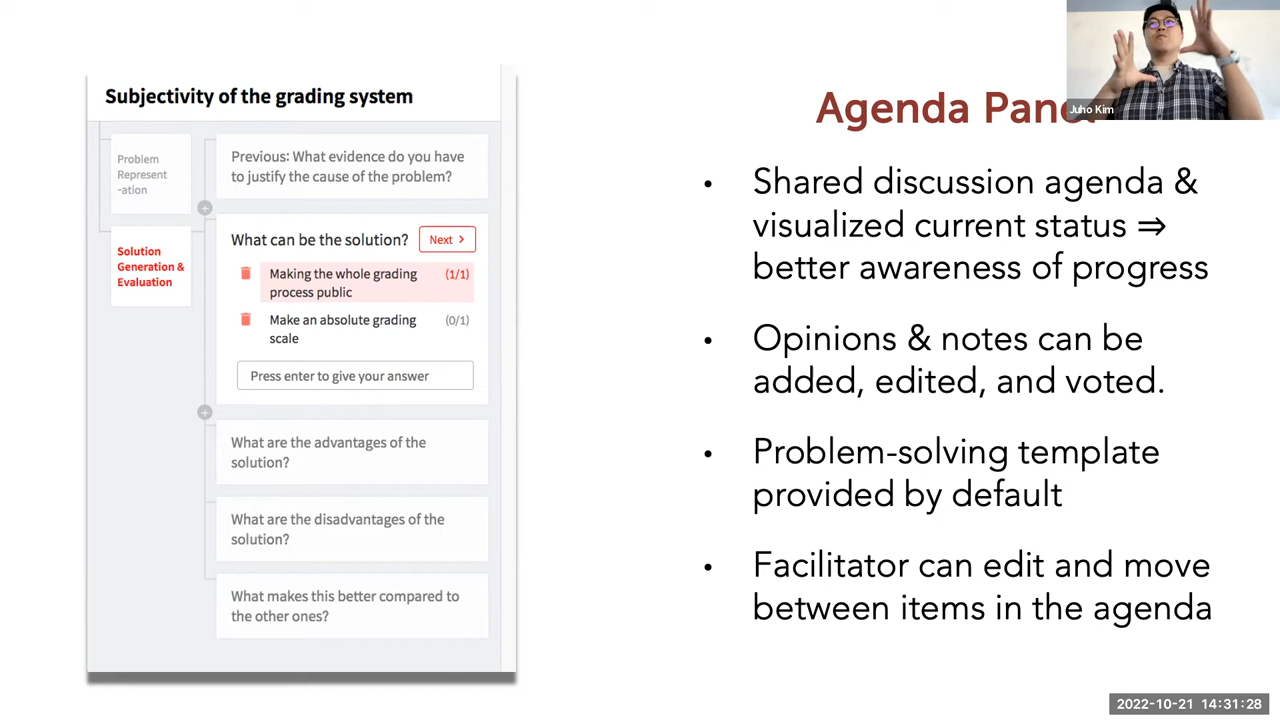 Subjectivity of the grading system
Problem
Represent
-ation
Solution
Generation &
Evaluation
Previous: What evidence do you have
to justify the cause of the problem?
What can be the solution?
Next >
Making the whole grading
process public
(1/1)
Make an absolute grading
scale
(0/1)
Press enter to give your answer
What are the advantages of the
solution?
What are the disadvantages of the
solution?
What makes this better compared to
the other ones?
Juho Kim
Agenda
• Shared discussion agenda &
visualized current status ⇒
better awareness of progress
• Opinions & notes can be
added, edited, and voted.
• Problem-solving template
provided by default
• Facilitator can edit and move
between items in the agenda
2022-10-21 14:31:28